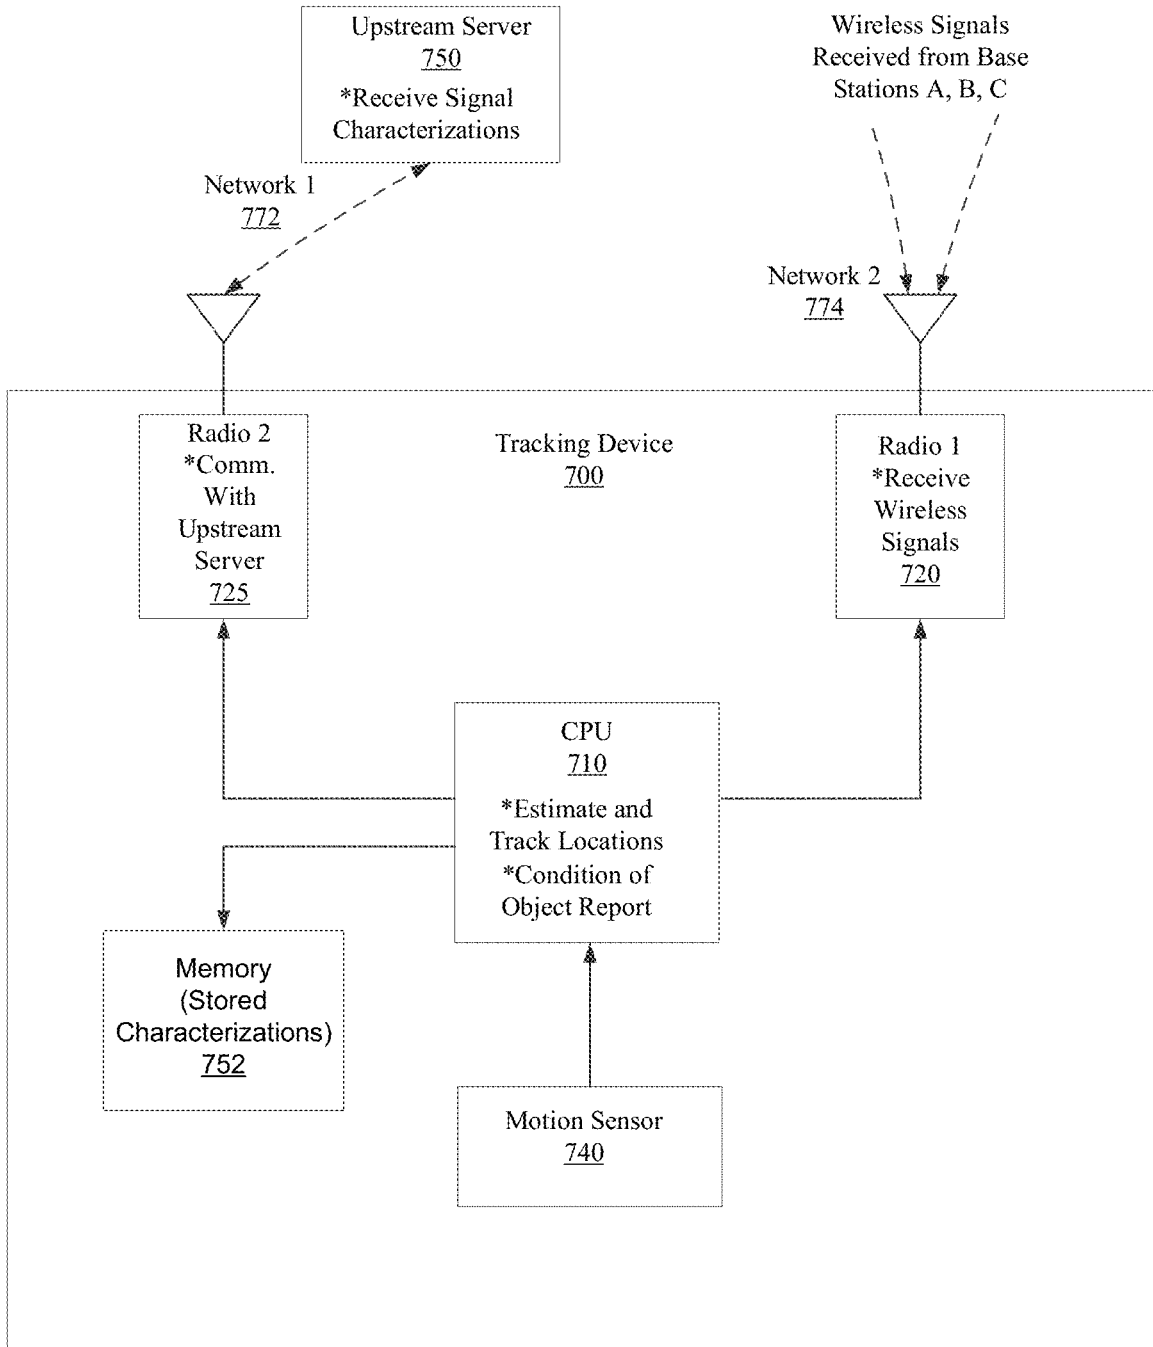 Upstream Server
750
*Receive Signal
Characterizations
Wireless Signals
Received from Base
Stations A, B, C
Network 1
772
Network 2
774
Radio 2
*Comm.
With
Upstream
Server
725
Tracking Device
700
Radio 1
*Receive
Wireless
Signals
720
CPU
710
*Estimate and
Track Locations
*Condition of
Object Report
Memory
(Stored
Characterizations)
752
Motion Sensor
740